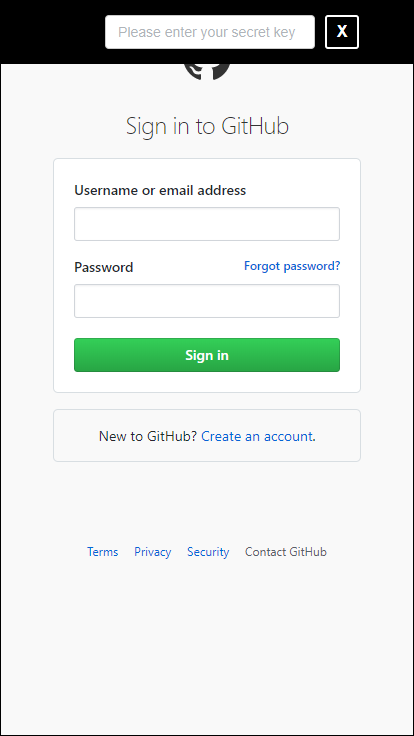 Please enter your secret key
X
Sign in to GitHub
Username or email address
Password
Forgot password?
Sign in
New to GitHub? Create an account.
Terms Privacy Security Contact GitHub